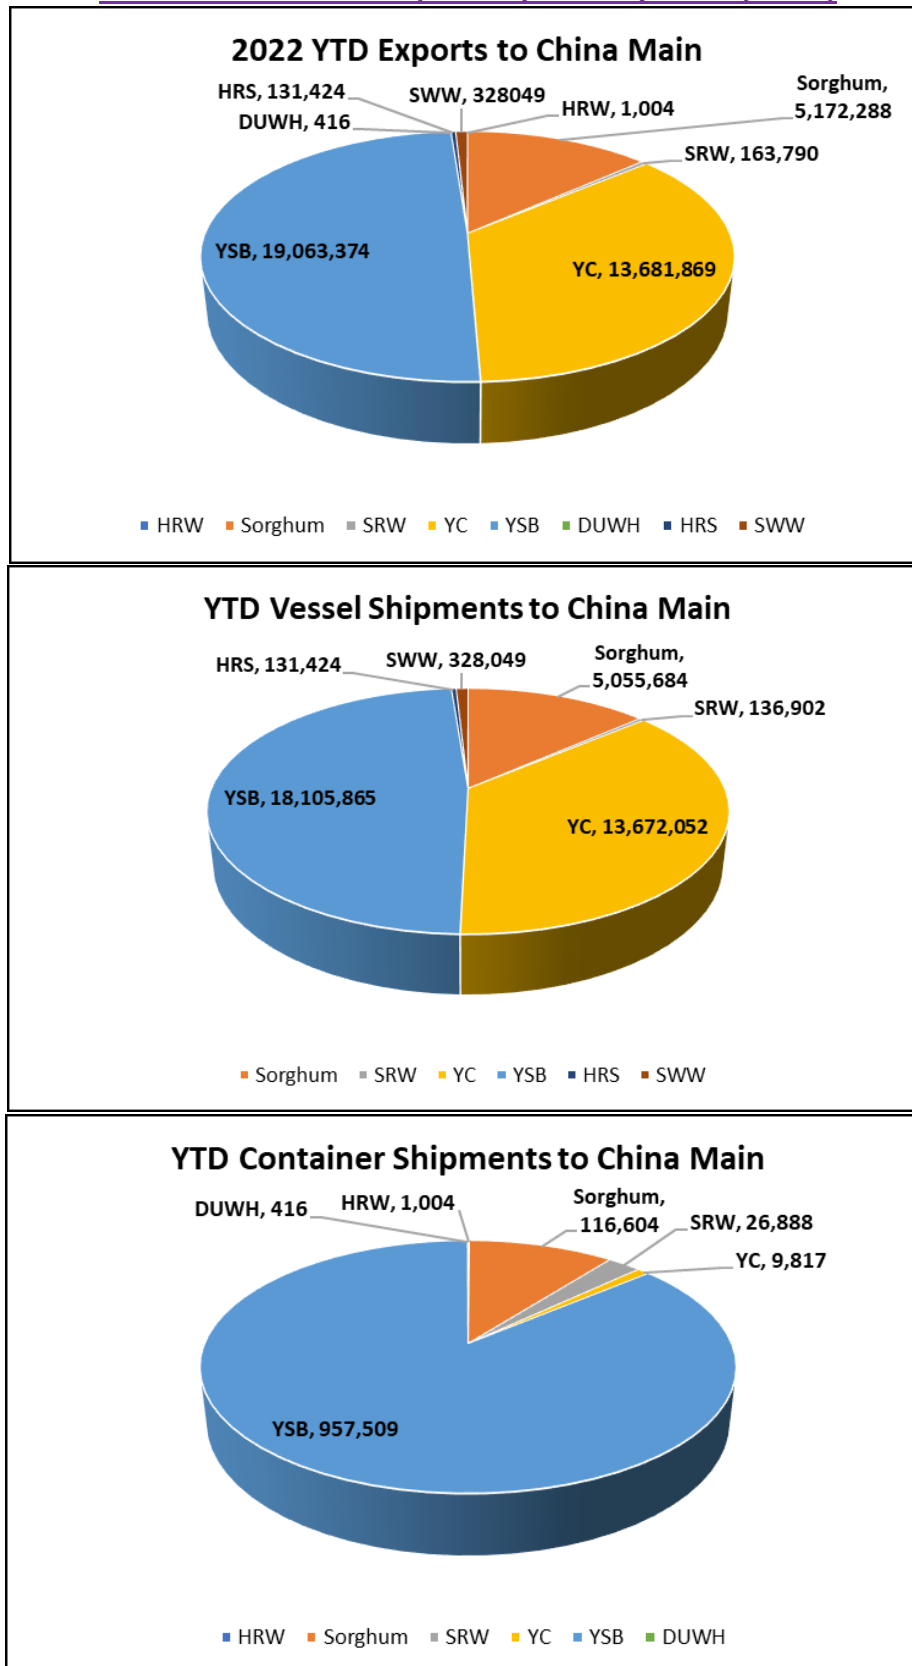 2022 YTD Exports to China Main
HRS, 131,424
SWW, 328049
Sorghum,
5,172,288
DUWH, 416
HRW, 1,004
SRW, 163,790
YSB, 19,063,374
YC, 13,681,869
HRW Sorghum SRW YC YSB DUWH HRS SWW
YTD Vessel Shipments to China Main
HRS, 131,424
SWW, 328,049
Sorghum,
5,055,684
SRW, 136,902
YSB, 18,105,865
YC, 13,672,052
Sorghum SRW YC YSB HRS SWW
YTD Container Shipments to China Main
DUWH, 416
HRW, 1,004
Sorghum,
116,604
SRW, 26,888
YC, 9,817
YSB, 957,509
HRW Sorghum SRW YC YSB DUWH